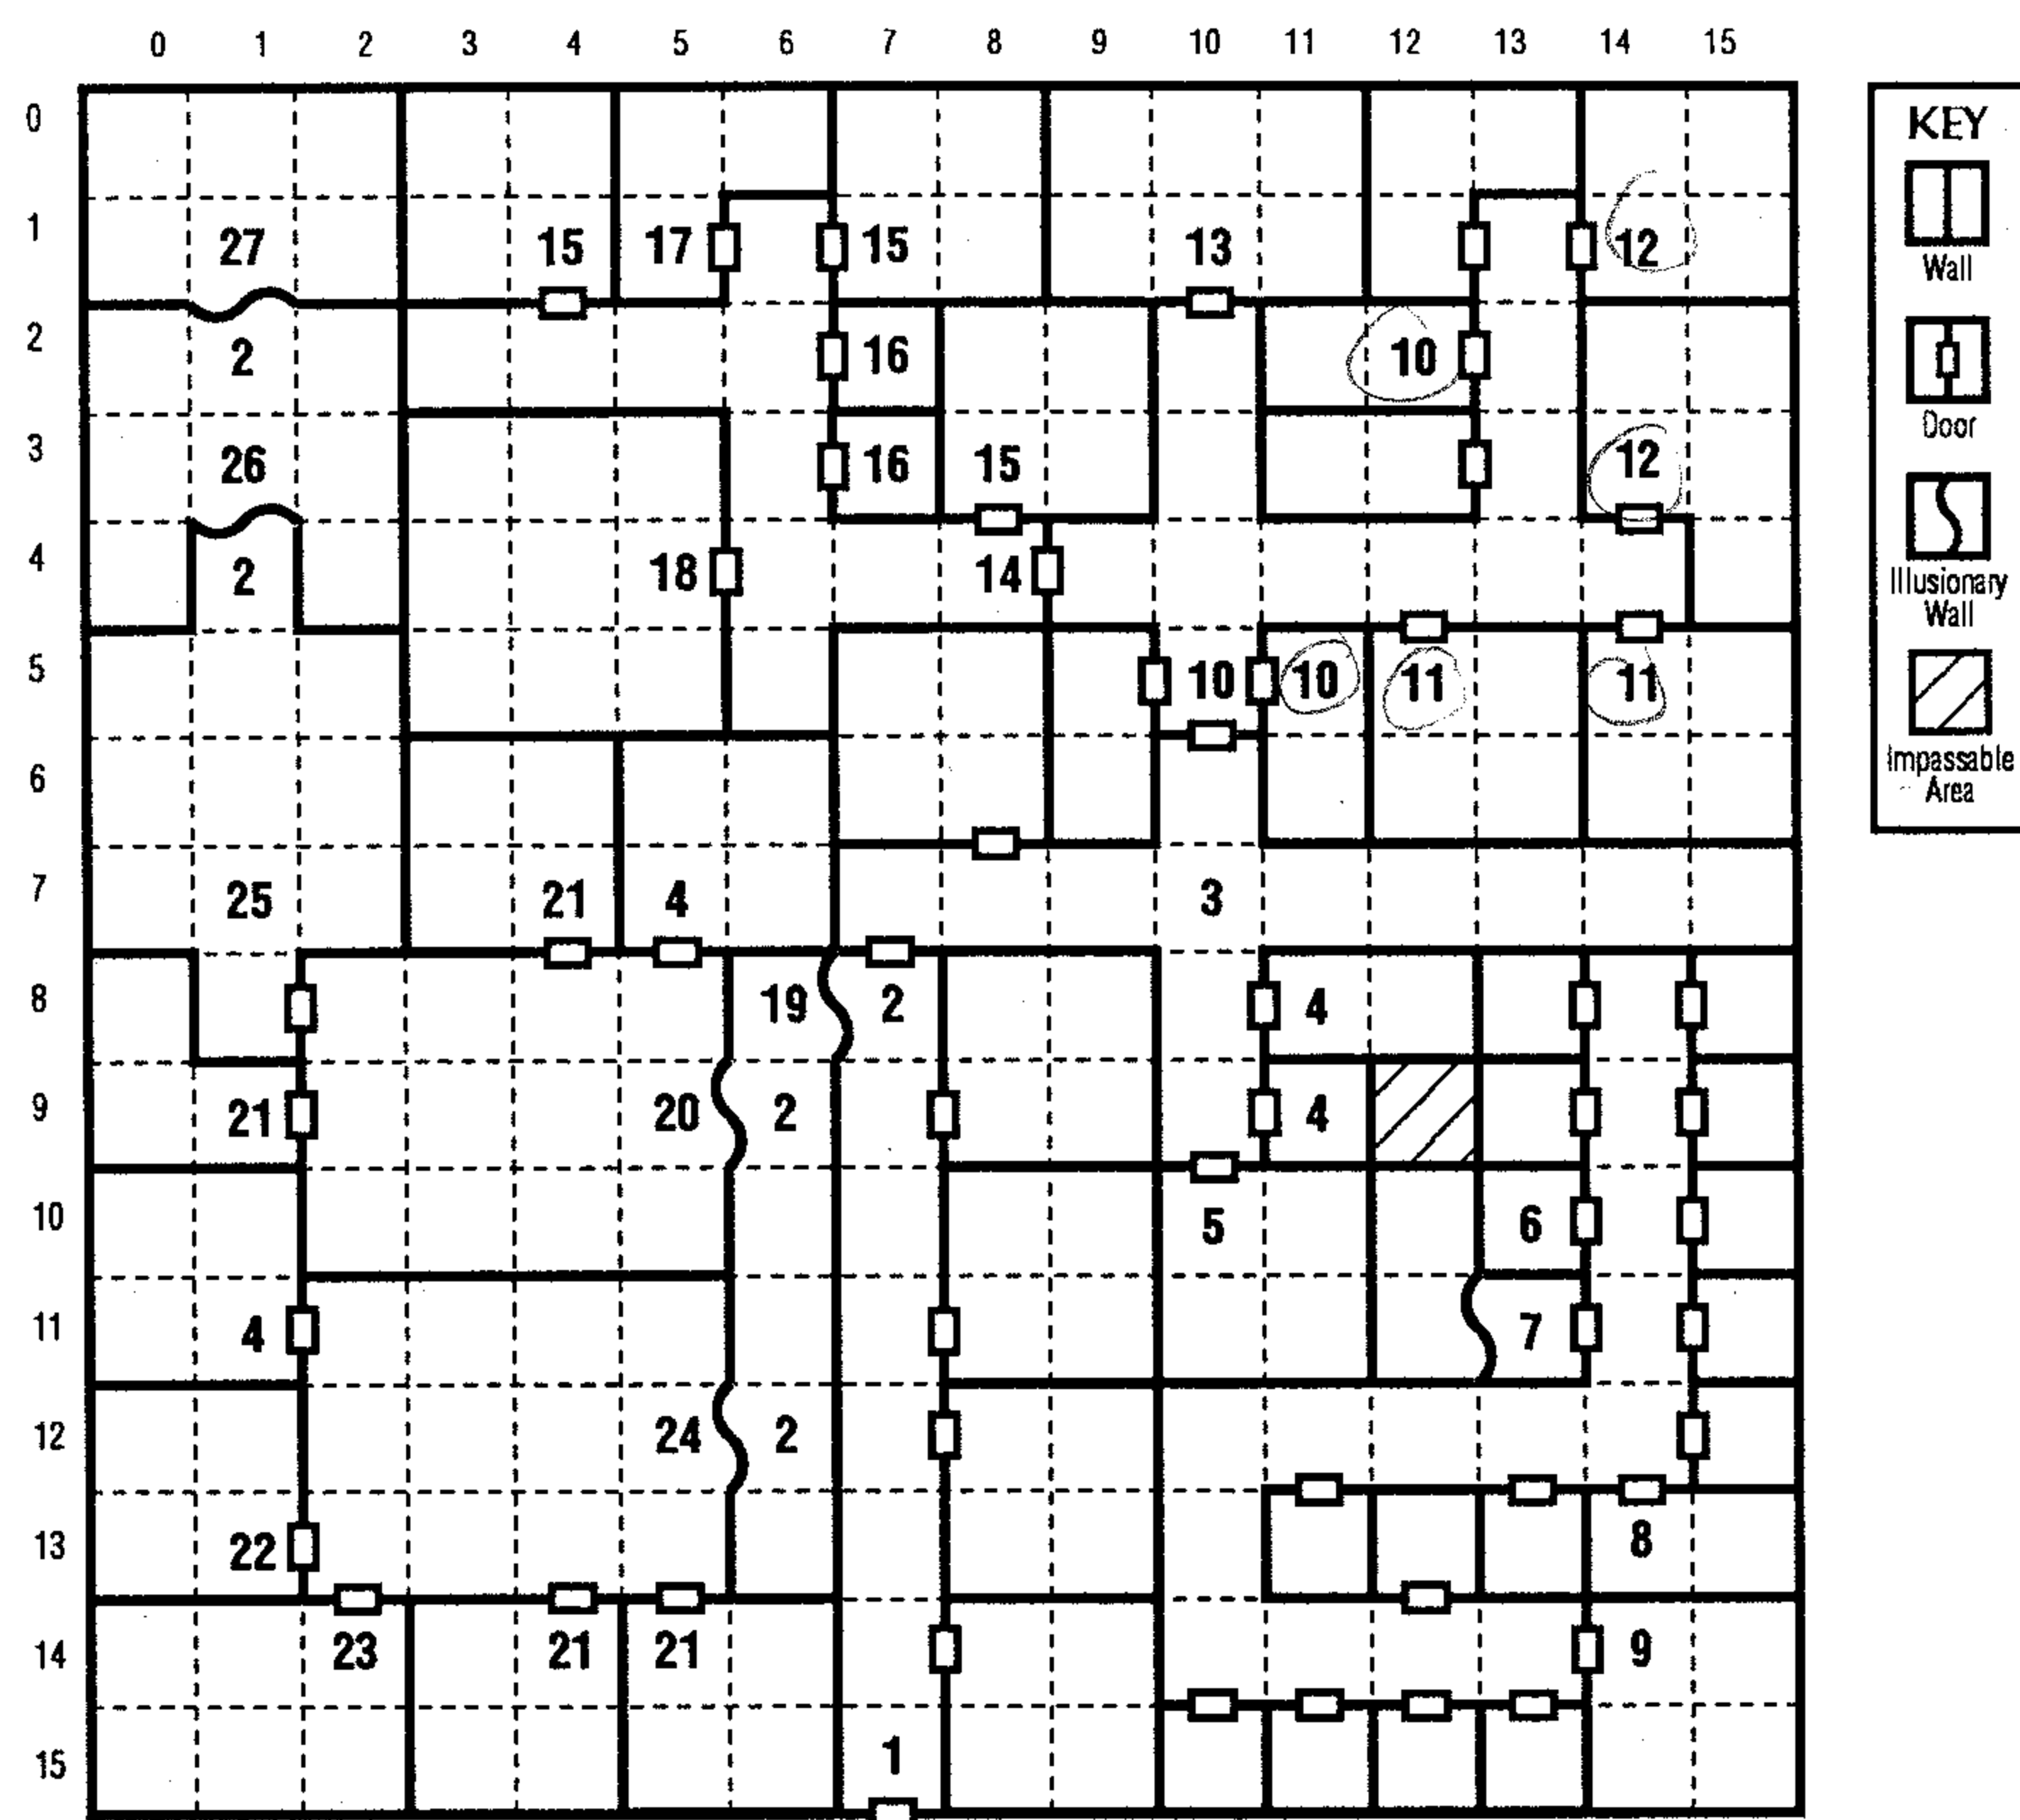 0 1 2 3 4 5 6 7 8 9 10 11 12 13 14 15
0
KEY
1
27 15 17 15 13 12
Wall
2
2 16 10
Door
3
26 16 15 12
4
2 18 14
Illusionary
Wall
5
10 10 11 11
6
Impassable
Area
7
25 21 4 3
8
19 2 4
9
21 20 2 4
10
5 6
11
4 7
12
24 2
13
22 8
14
23 21 21 9
15
1